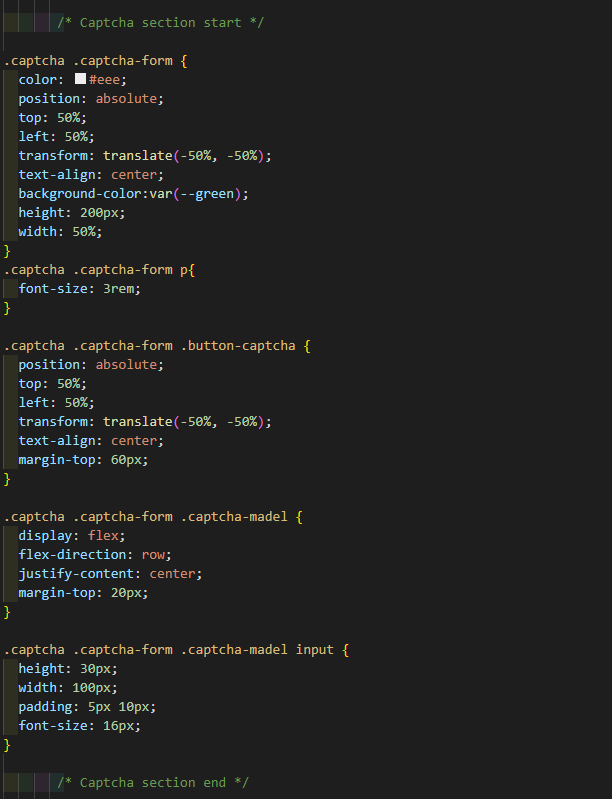 /* Captcha section start */
.captcha .captcha-form {
color: #eee;
position: absolute;
top: 50%;
left: 50%;
transform: translate(-50%, -50%);
text-align: center;
background-color:var(--green);
height: 200px;
width: 50%;
}
.captcha .captcha-form p{
font-size: 3rem;
}
.captcha .captcha-form .button-captcha {
position: absolute;
top: 50%;
left: 50%;
transform: translate(-50%, -50%);
text-align: center;
margin-top: 60px;
}
.captcha .captcha-form .captcha-madel {
display: flex;
flex-direction: row;
justify-content: center;
margin-top: 20px;
}
.captcha .captcha-form .captcha-madel input {
height: 30px;
width: 100px;
padding: 5px 10px;
font-size: 16px;
}
/* Captcha section end */